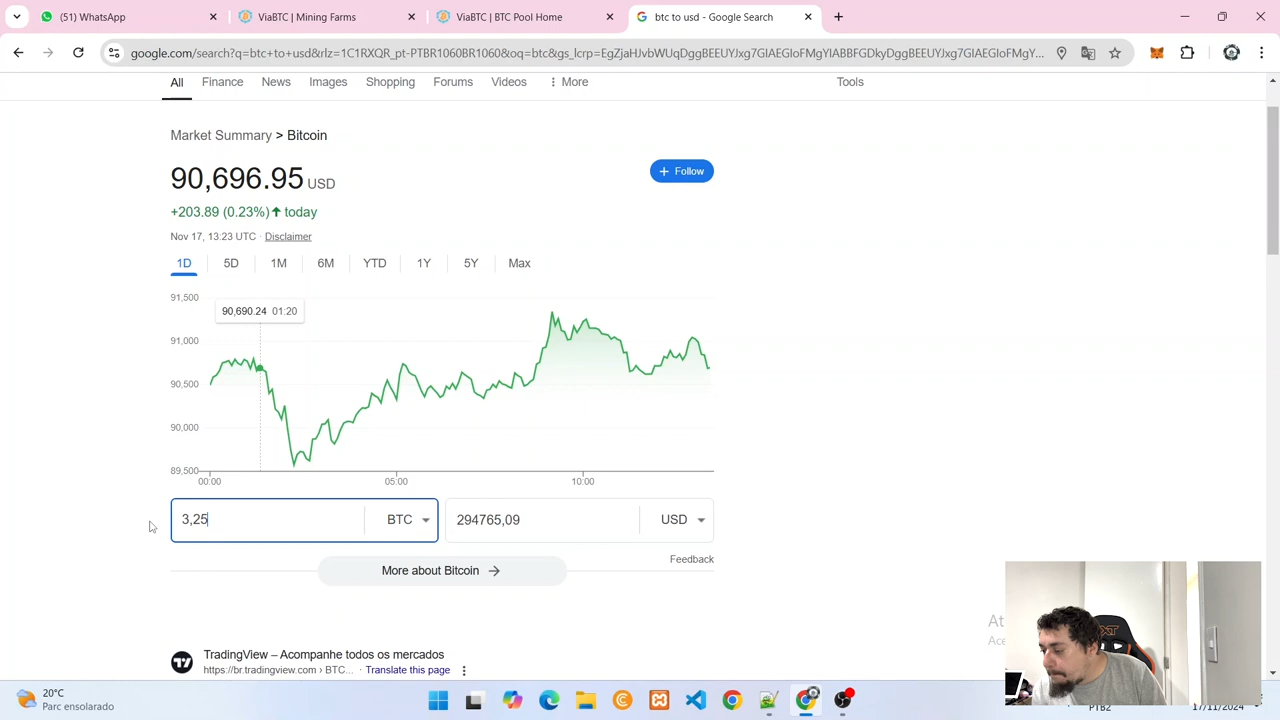 (51) WhatsApp
ViaBTC | Mining Farms
ViaBTC | BTC Pool Home
btc to usd - Google Search
google.com/search?q=btc+to+usd&rlz=1C1RXQR_pt-PTBR1060BR1060&oq=btc&gs_lcrp=EgZjaHJvbWUqDggBEEUYJxg7GIAEGIoFMgYIABBFGDkyDggBEEUYJxg7GIAEGIoFMgY...
All Finance News Images Shopping Forums Videos More Tools
Market Summary > Bitcoin
90,696.95 USD
+ Follow
+203.89 (0.23%) today
Nov 17, 13:23 UTC · Disclaimer
1D 5D 1M 6M YTD 1Y 5Y Max
91,500
90,690.24 01:20
91,000
90,500
90,000
89,500
00:00 05:00 10:00
3,25 BTC 294765,09 USD
Feedback
More about Bitcoin
TradingView – Acompanhe todos os mercados
https://br.tradingview.com › BTC... · Translate this page
20°C
Parc ensolarado
PTB2
17/11/2024